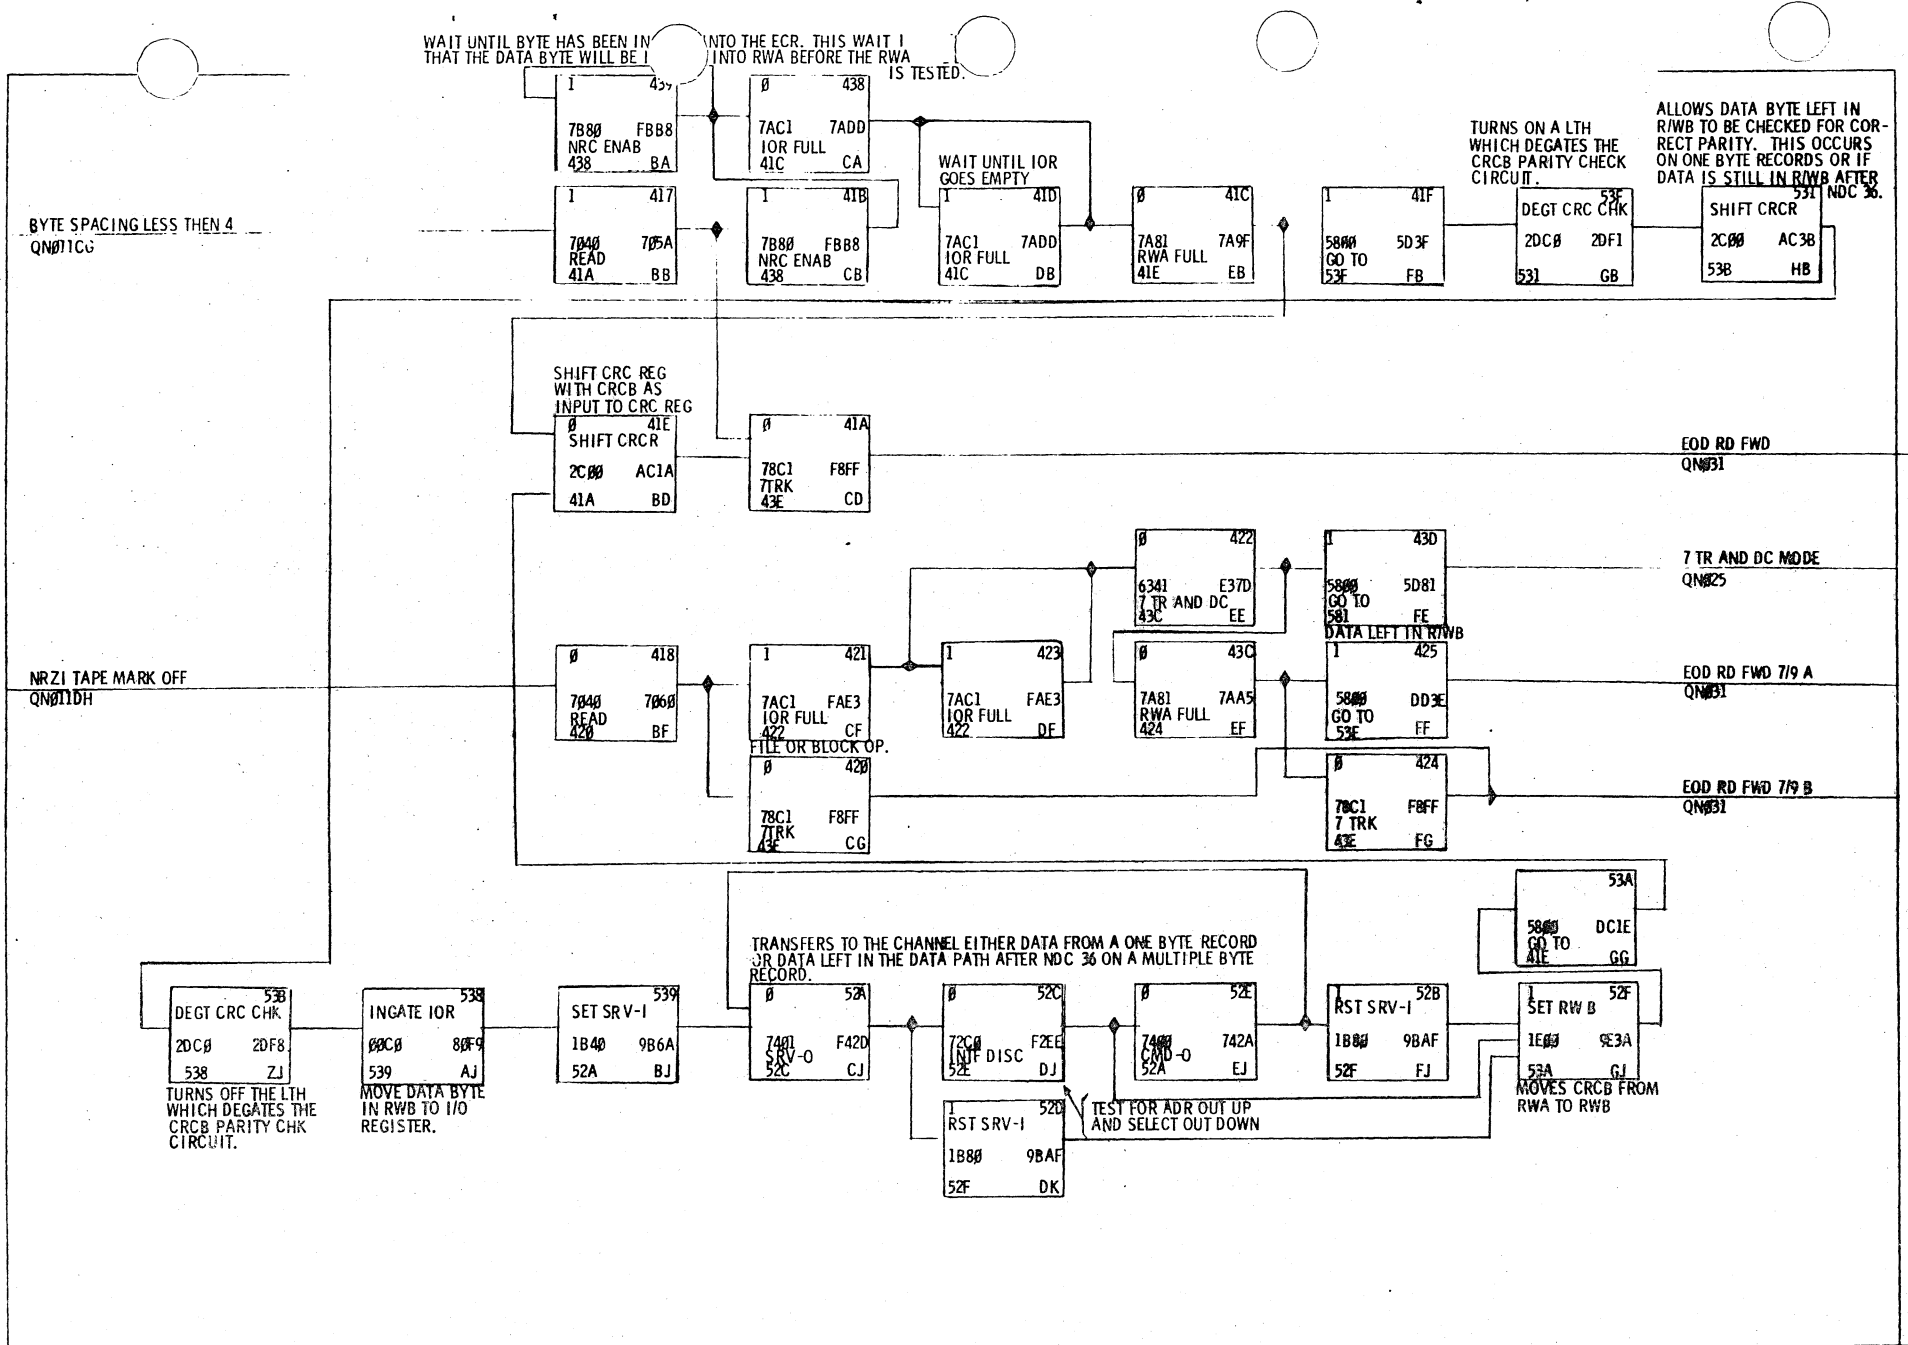 WAIT UNTIL BYTE HAS BEEN IN NTO THE ECR. THIS WAIT I
THAT THE DATA BYTE WILL BE I INTO RWA BEFORE THE RWA
IS TESTED.
1 439
7B80 FBB8
NRC ENAB
438 BA
Ø 438
7AC1 7ADD
IOR FULL
41C CA
WAIT UNTIL IOR
GOES EMPTY
TURNS ON A LTH
WHICH DEGATES THE
CRCB PARITY CHECK
CIRCUIT.
ALLOWS DATA BYTE LEFT IN
R/WB TO BE CHECKED FOR COR-
RECT PARITY. THIS OCCURS
ON ONE BYTE RECORDS OR IF
DATA IS STILL IN R/WB AFTER
NDC 36.
BYTE SPACING LESS THEN 4
QNØ11CG
1 417
7Ø4Ø 7Ø5A
READ
41A BB
1 41B
7B8Ø FBB8
NRC ENAB
438 CB
1 41D
7AC1 7ADD
IOR FULL
41C DB
Ø 41C
7A81 7A9F
RWA FULL
41E EB
1 41F
58ØØ 5D3F
GO TO
53F FB
53F
DEGT CRC CHK
2DCØ 2DF1
531 GB
531
SHIFT CRCR
2CØØ AC3B
53B HB
SHIFT CRC REG
WITH CRCB AS
INPUT TO CRC REG
Ø 41E
SHIFT CRCR
2CØØ AC1A
41A BD
Ø 41A
78C1 F8FF
7TRK
43E CD
EOD RD FWD
QNØ31
Ø 422
6341 E37D
7 TR AND DC
43C EE
1 43D
58ØØ 5D81
GO TO
581 FE
DATA LEFT IN R/WB
7 TR AND DC MODE
QNØ25
NRZI TAPE MARK OFF
QNØ11DH
Ø 418
7Ø4Ø 7Ø6Ø
READ
42Ø BF
1 421
7AC1 FAE3
IOR FULL
422 CF
FILE OR BLOCK OP.
1 423
7AC1 FAE3
IOR FULL
422 DF
Ø 43C
7A81 7AA5
RWA FULL
424 EF
1 425
58ØØ DD3E
GO TO
53E FF
EOD RD FWD 7/9 A
QNØ31
Ø 42Ø
78C1 F8FF
7TRK
43E CG
Ø 424
78C1 F8FF
7 TRK
43E FG
EOD RD FWD 7/9 B
QNØ31
53A
58ØØ DC1E
GO TO
41E GG
TRANSFERS TO THE CHANNEL EITHER DATA FROM A ONE BYTE RECORD
OR DATA LEFT IN THE DATA PATH AFTER NDC 36 ON A MULTIPLE BYTE
RECORD.
53B
DEGT CRC CHK
2DCØ 2DF8
538 ZJ
TURNS OFF THE LTH
WHICH DEGATES THE
CRCB PARITY CHK
CIRCUIT.
538
INGATE IOR
ØØCØ 8ØF9
539 AJ
MOVE DATA BYTE
IN RWB TO I/O
REGISTER.
539
SET SRV-I
1B4Ø 9B6A
52A BJ
Ø 52A
74Ø1 F42D
SRV-O
52C CJ
Ø 52C
72CØ F2EE
INTF DISC
52E DJ
Ø 52E
74ØØ 742A
CMD-O
52A EJ
1 52B
RST SRV-I
1B8Ø 9BAF
52F FJ
1 52F
SET RW B
1EØØ 9E3A
53A GJ
MOVES CRCB FROM
RWA TO RWB
1 52D
RST SRV-I
1B8Ø 9BAF
52F DK
TEST FOR ADR OUT UP
AND SELECT OUT DOWN